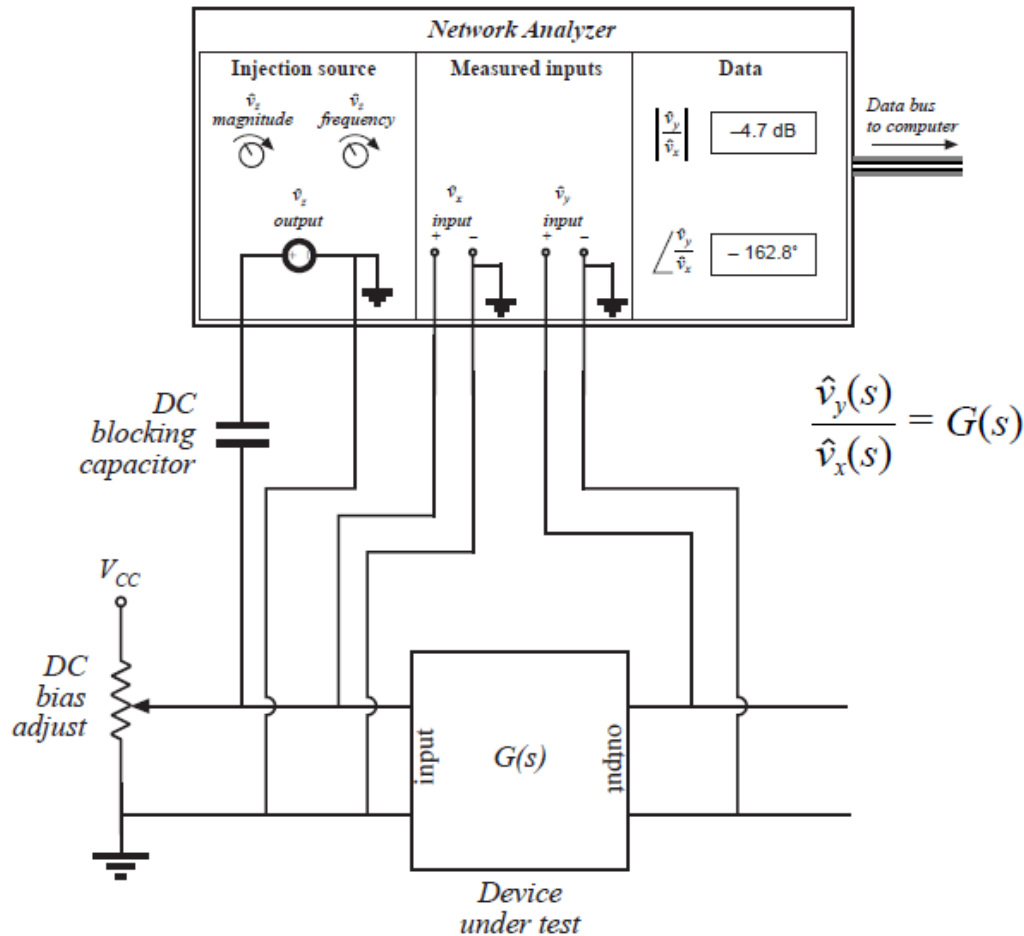 Network Analyzer
Injection source
v̂z
magnitude
v̂z
frequency
v̂z
output
+ –
Measured inputs
v̂x
input
+ –
v̂y
input
+ –
Data
|v̂y/v̂x|
–4.7 dB
∠v̂y/v̂x
– 162.8°
Data bus
to computer
DC
blocking
capacitor
v̂y(s)/v̂x(s) = G(s)
VCC
DC
bias
adjust
input
G(s)
output
Device
under test